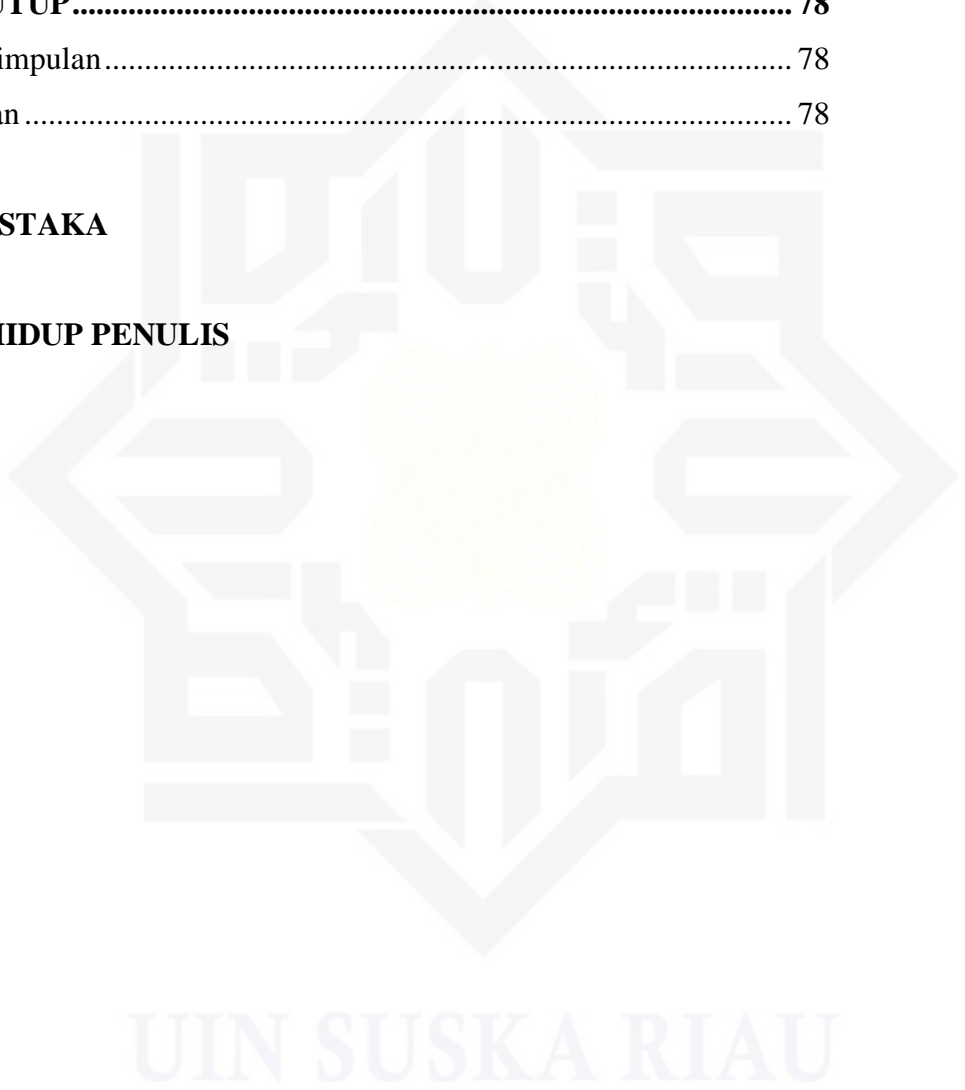 UTUP.......................................................................................... 78
impulan...................................................................................... 78
an................................................................................................ 78
STAKA
HIDUP PENULIS
UIN SUSKA RIAU